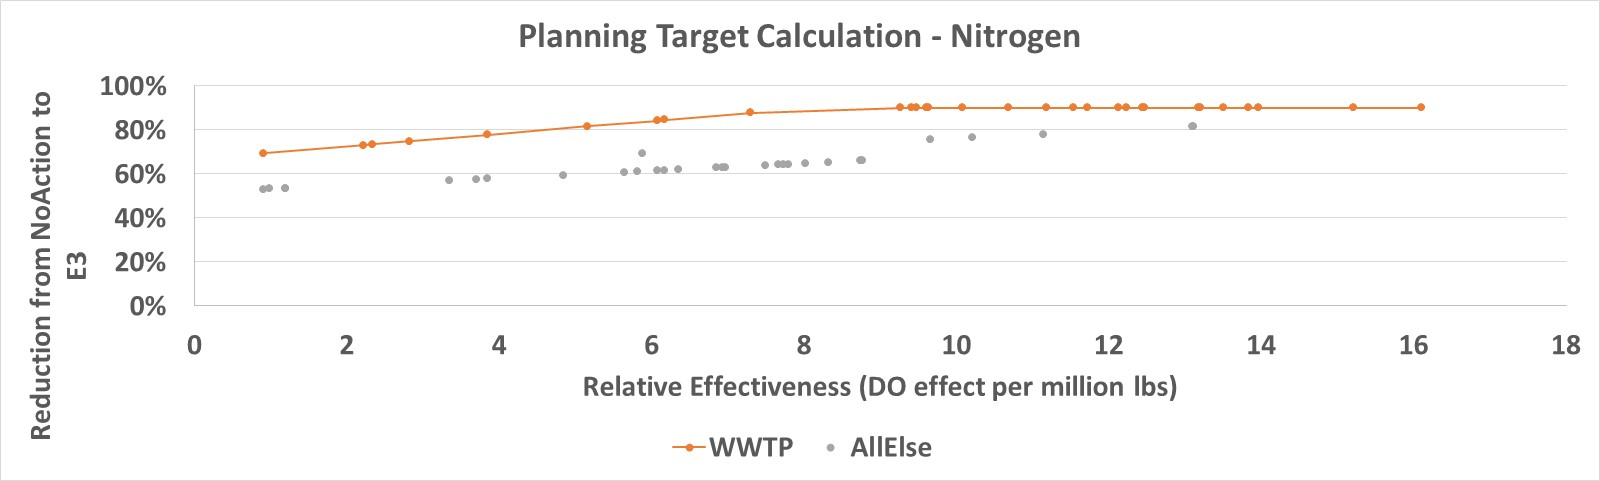 Planning Target Calculation - Nitrogen
Reduction from NoAction to
E3
100%
80%
60%
40%
20%
0%
0 2 4 6 8 10 12 14 16 18
Relative Effectiveness (DO effect per million lbs)
WWTP AllElse